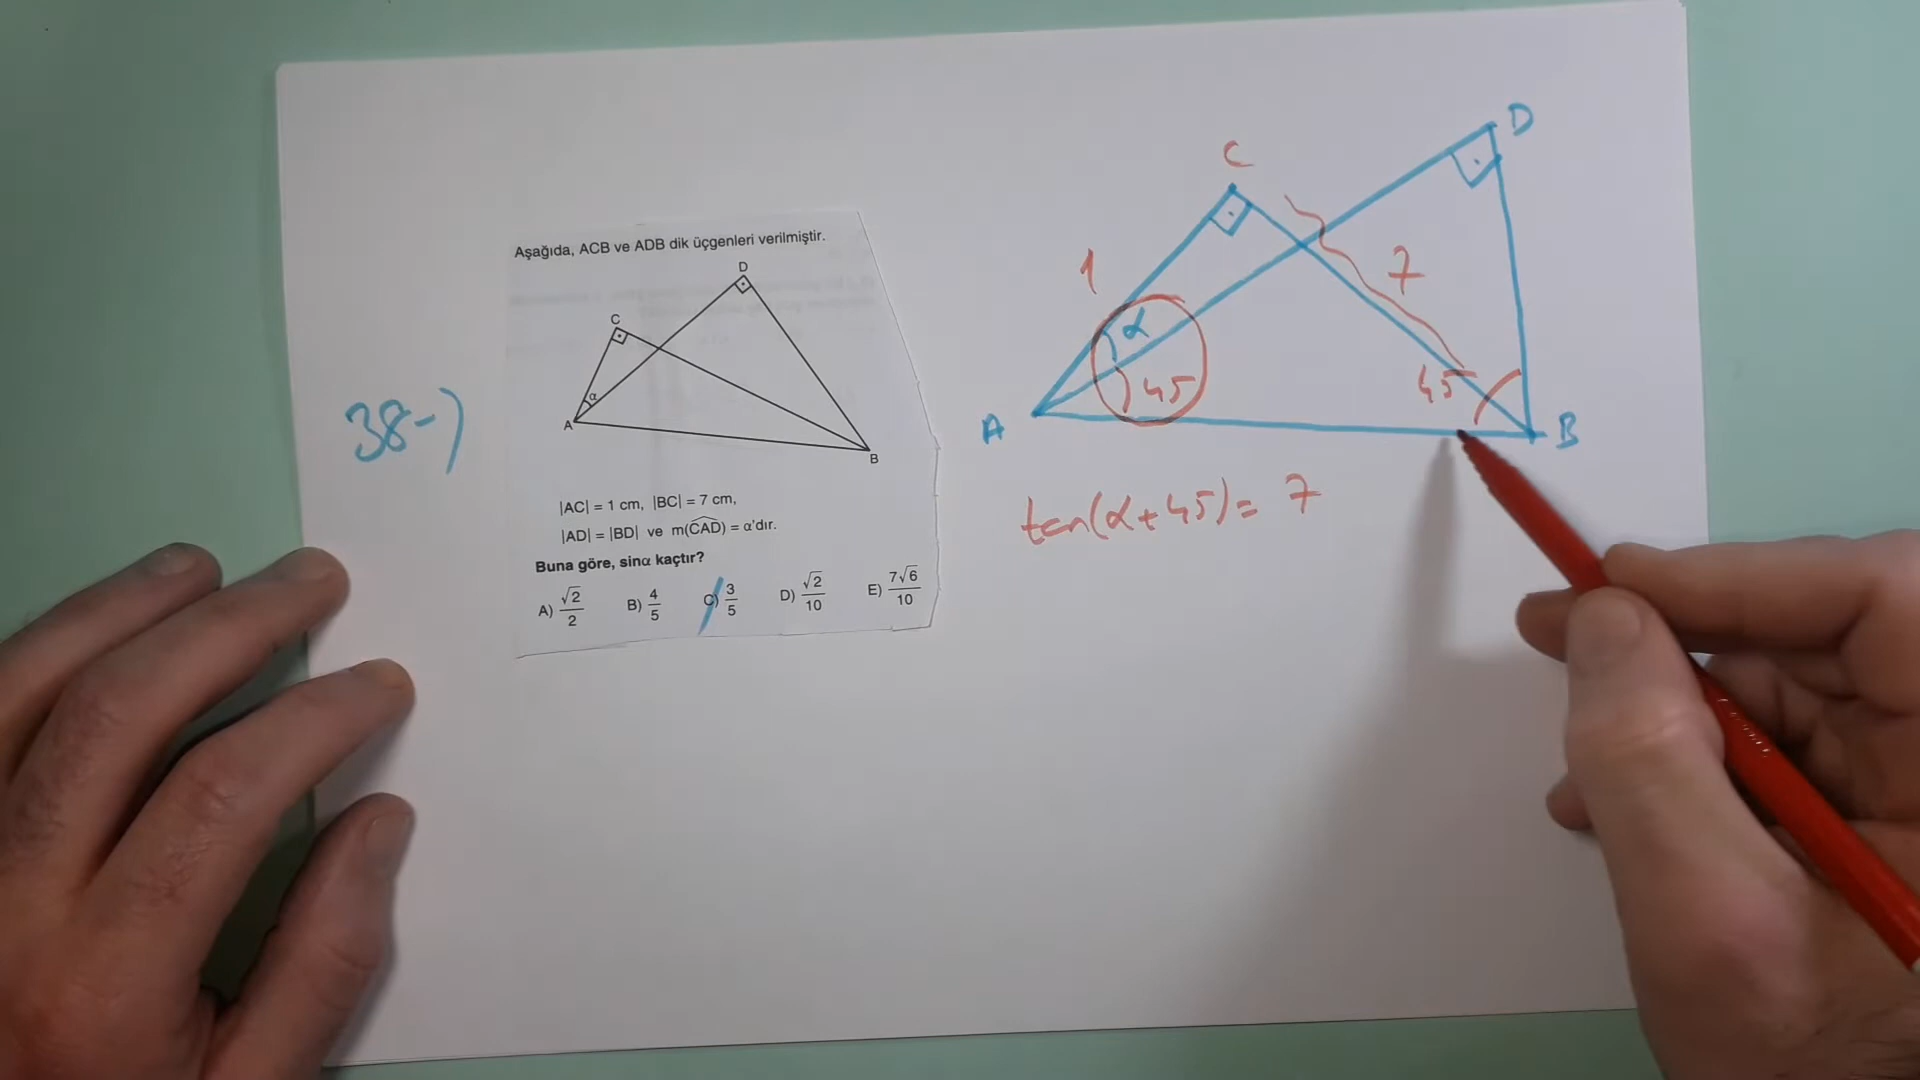 38-)
Aşağıda, ACB ve ADB dik üçgenleri verilmiştir.
D
C
α
A
B
|AC| = 1 cm, |BC| = 7 cm,
|AD| = |BD| ve m(CAD) = α'dır.
Buna göre, sinα kaçtır?
A) √2/2 B) 4/5 C) 3/5 D) √2/10 E) 7√6/10
D
C
1
7
α
45
45
A
B
tan(α+45) = 7